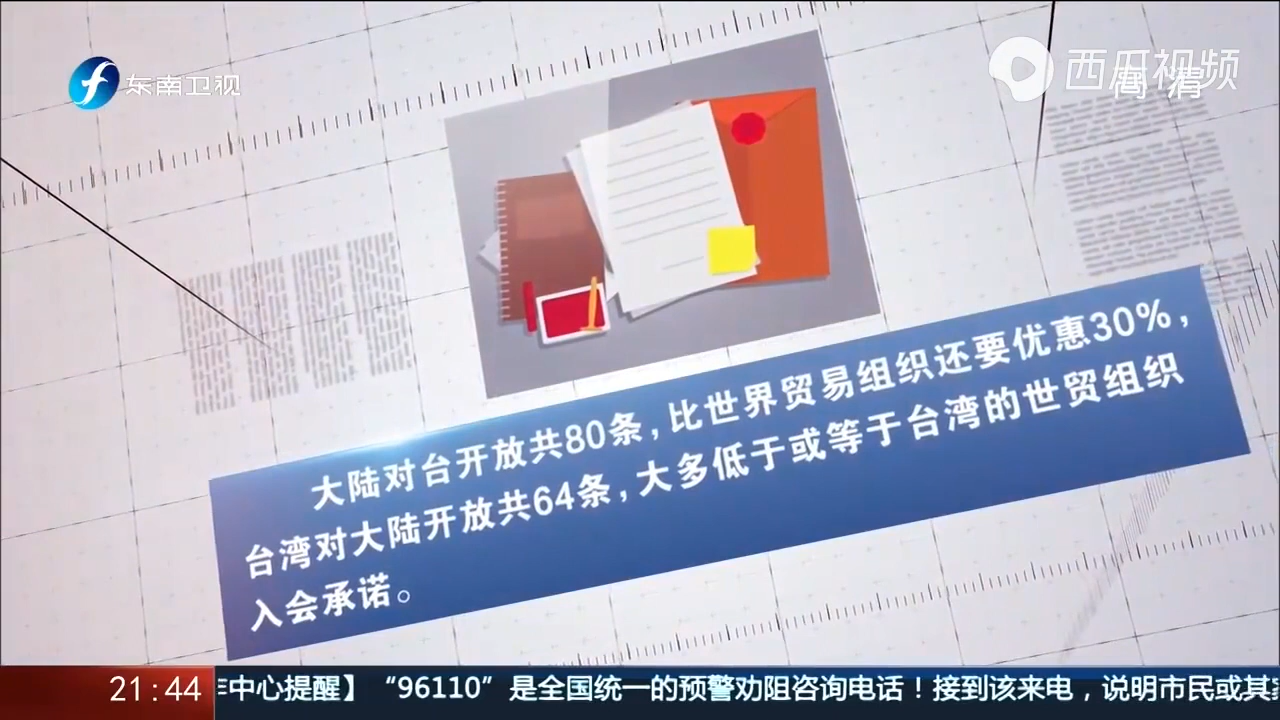 东南卫视
西瓜视频
高清
大陆对台开放共80条,比世界贸易组织还要优惠30%,
台湾对大陆开放共64条,大多低于或等于台湾的世贸组织
入会承诺。
21:44
中心提醒】“96110”是全国统一的预警劝阻咨询电话！接到该来电，说明市民或其